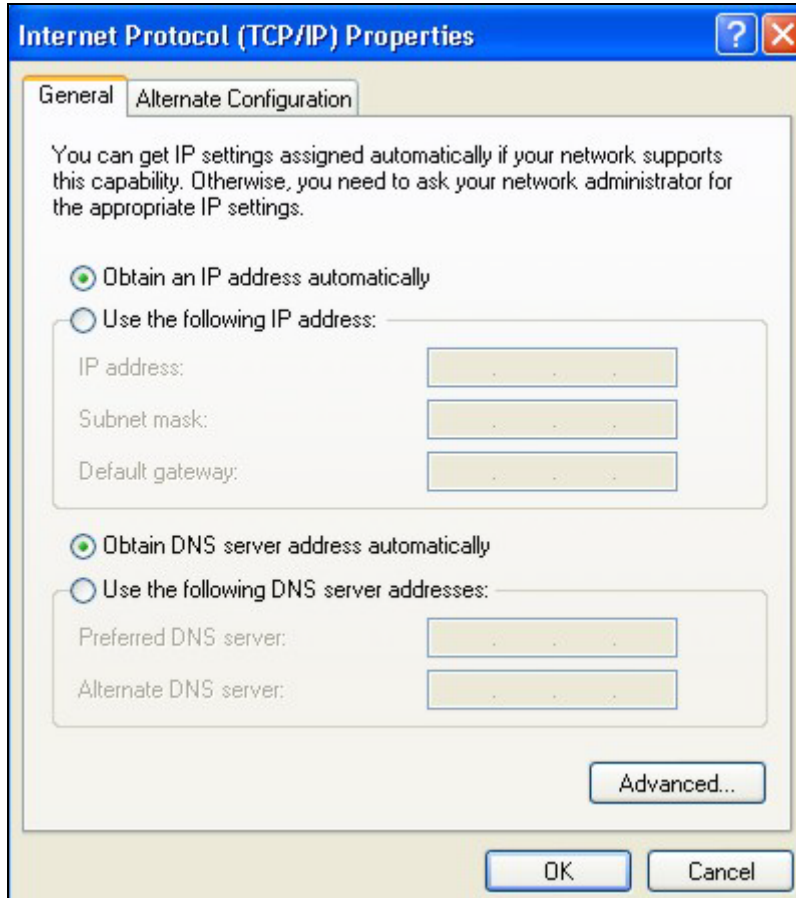 Internet Protocol (TCP/IP) Properties
General
Alternate Configuration
You can get IP settings assigned automatically if your network supports
this capability. Otherwise, you need to ask your network administrator for
the appropriate IP settings.
Obtain an IP address automatically
Use the following IP address:
IP address:
Subnet mask:
Default gateway:
Obtain DNS server address automatically
Use the following DNS server addresses:
Preferred DNS server:
Alternate DNS server:
Advanced...
OK
Cancel